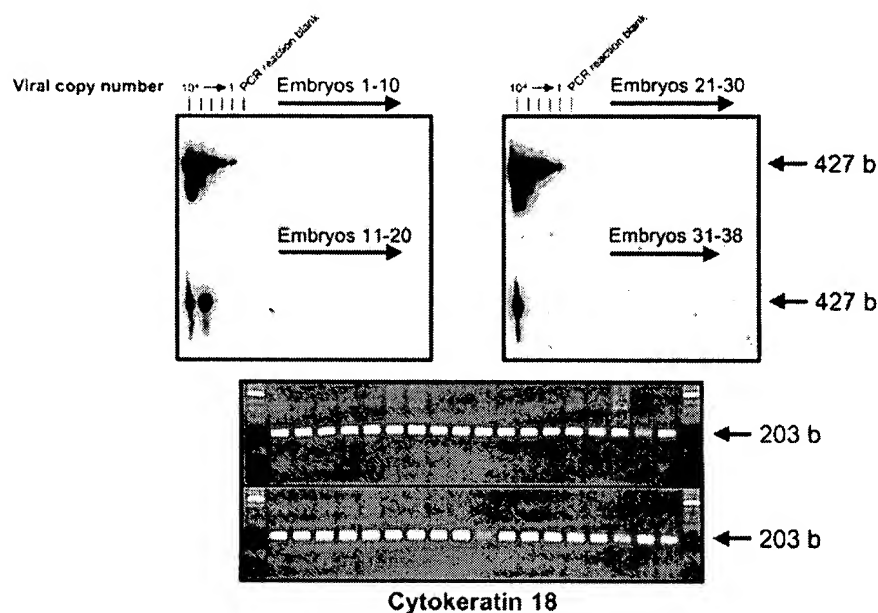 PCR reaction blank
PCR reaction blank
Viral copy number 10⁴ → 1 Embryos 1-10
10⁴ → 1 Embryos 21-30
← 427 b
Embryos 11-20
Embryos 31-38
← 427 b
← 203 b
← 203 b
Cytokeratin 18